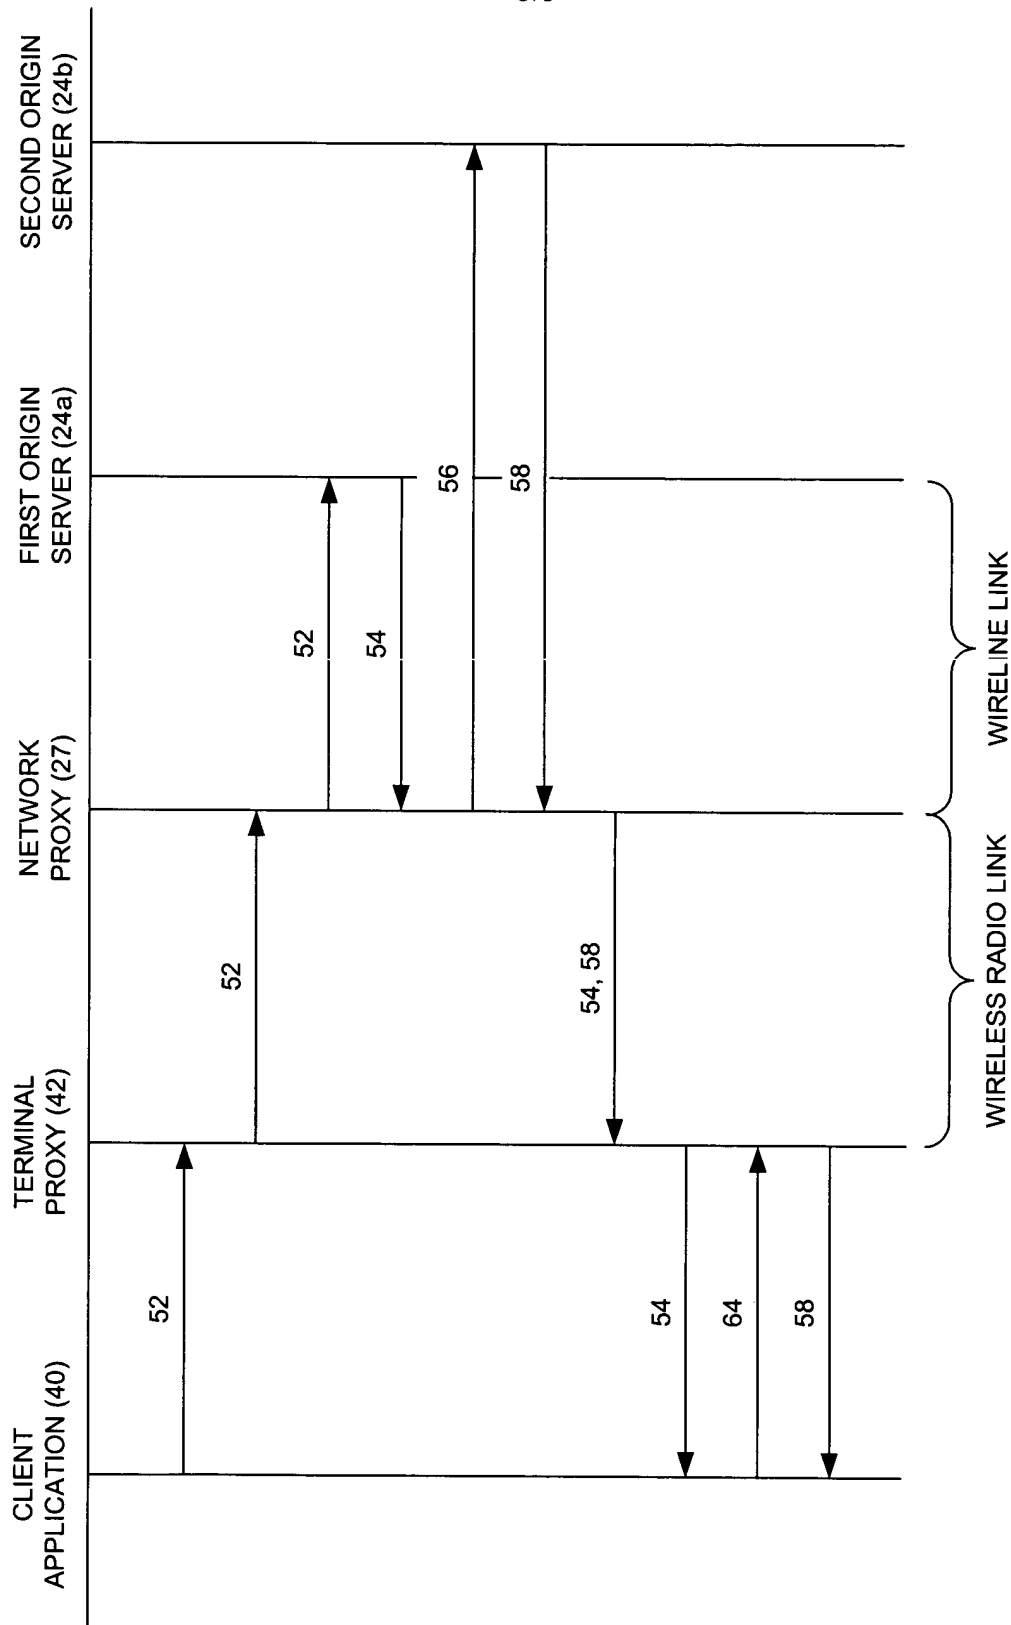 CLIENT
APPLICATION (40)
TERMINAL
PROXY (42)
NETWORK
PROXY (27)
FIRST ORIGIN
SERVER (24a)
SECOND ORIGIN
SERVER (24b)
52
52
52
54
56
58
54, 58
54
64
58
WIRELESS RADIO LINK
WIRELINE LINK